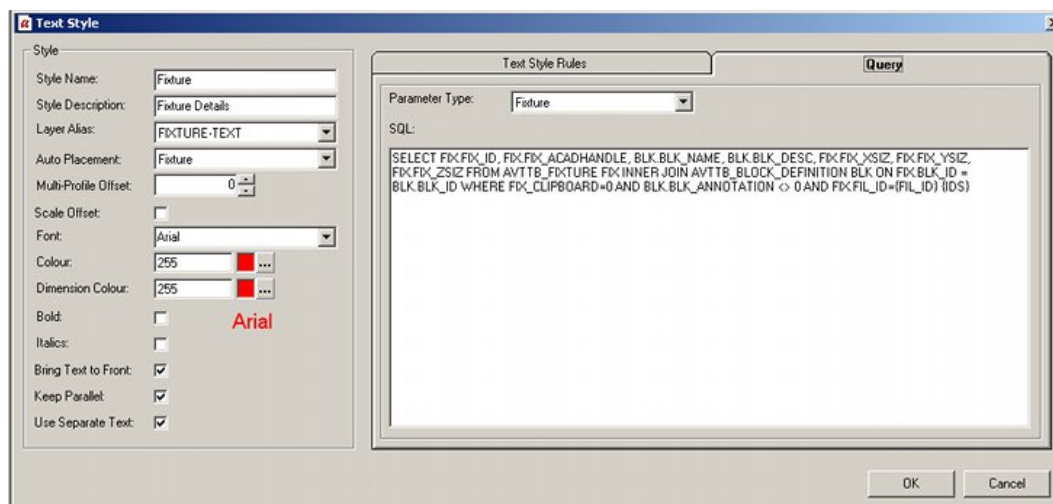 Text Style
Style
Style Name:
Fixture
Style Description:
Fixture Details
Layer Alias:
FIXTURE-TEXT
Auto Placement:
Fixture
Multi-Profile Offset:
0
Scale Offset:
Font:
Arial
Colour:
255
...
Dimension Colour:
255
...
Bold:
Arial
Italics:
Bring Text to Front:
Keep Parallel:
Use Separate Text:
Text Style Rules
Query
Parameter Type:
Fixture
SQL:
SELECT FIX.FIX_ID, FIX.FIX_ACADHANDLE, BLK.BLK_NAME, BLK.BLK_DESC, FIX.FIX_XSIZ, FIX.FIX_YSIZ,
FIX.FIX_ZSIZ FROM AVTTB_FIXTURE FIX INNER JOIN AVTTB_BLOCK_DEFINITION BLK ON FIX.BLK_ID =
BLK.BLK_ID WHERE FIX_CLIPBOARD=0 AND BLK.BLK_ANNOTATION <> 0 AND FIX.FIL_ID={FIL_ID} {IDS}
OK
Cancel